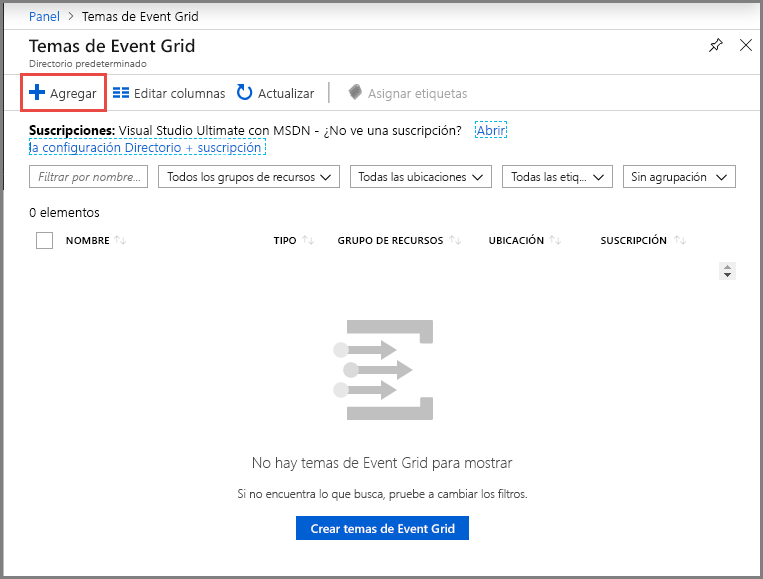 Panel > Temas de Event Grid
Temas de Event Grid
Directorio predeterminado
Agregar Editar columnas Actualizar Asignar etiquetas
Suscripciones: Visual Studio Ultimate con MSDN - ¿No ve una suscripción? Abrir
la configuración Directorio + suscripción
Filtrar por nombre... Todos los grupos de recursos Todas las ubicaciones Todas las etiq... Sin agrupación
0 elementos
NOMBRE TIPO GRUPO DE RECURSOS UBICACIÓN SUSCRIPCIÓN
No hay temas de Event Grid para mostrar
Si no encuentra lo que busca, pruebe a cambiar los filtros.
Crear temas de Event Grid